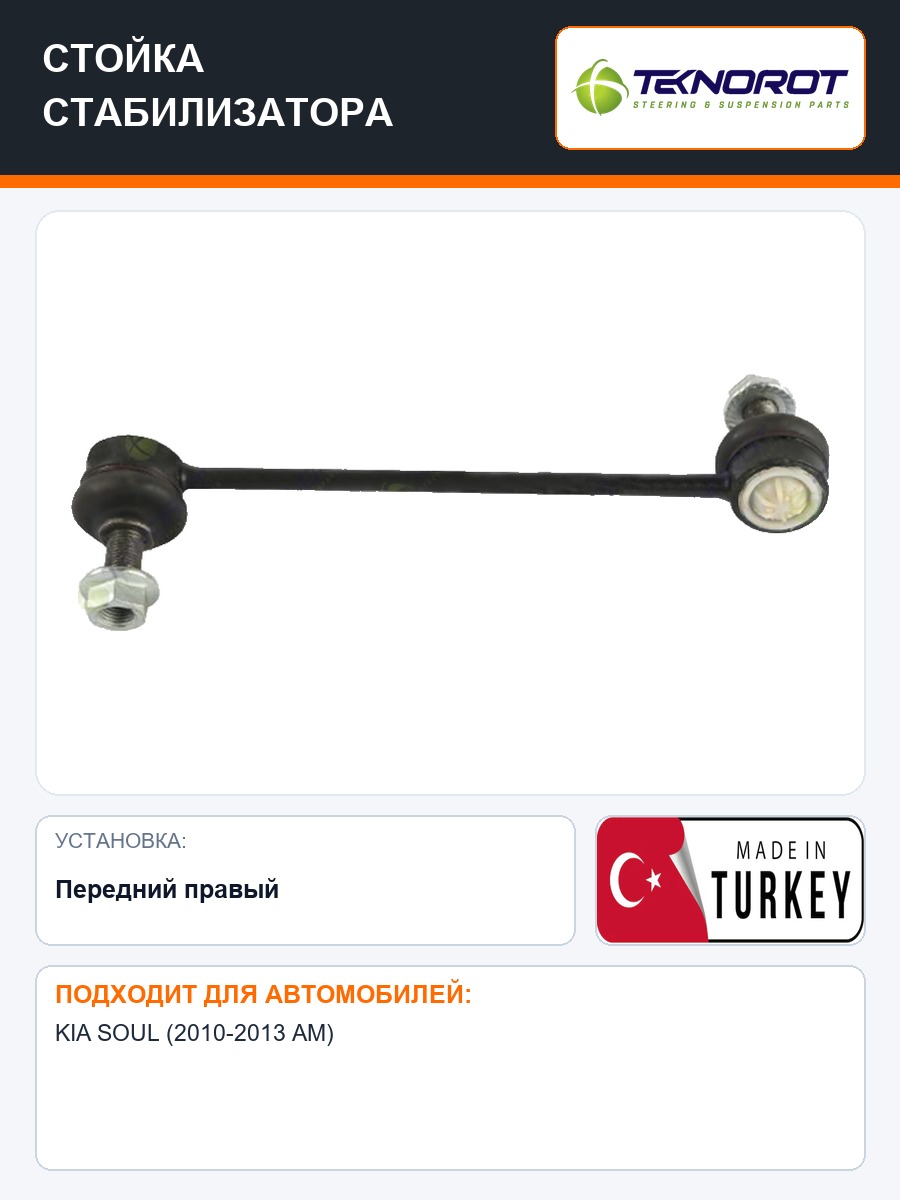 СТОЙКА
СТАБИЛИЗАТОРА
TEKNOROT
STEERING & SUSPENSION PARTS
УСТАНОВКА:
Передний правый
MADE IN
TURKEY
ПОДХОДИТ ДЛЯ АВТОМОБИЛЕЙ:
KIA SOUL (2010-2013 AM)